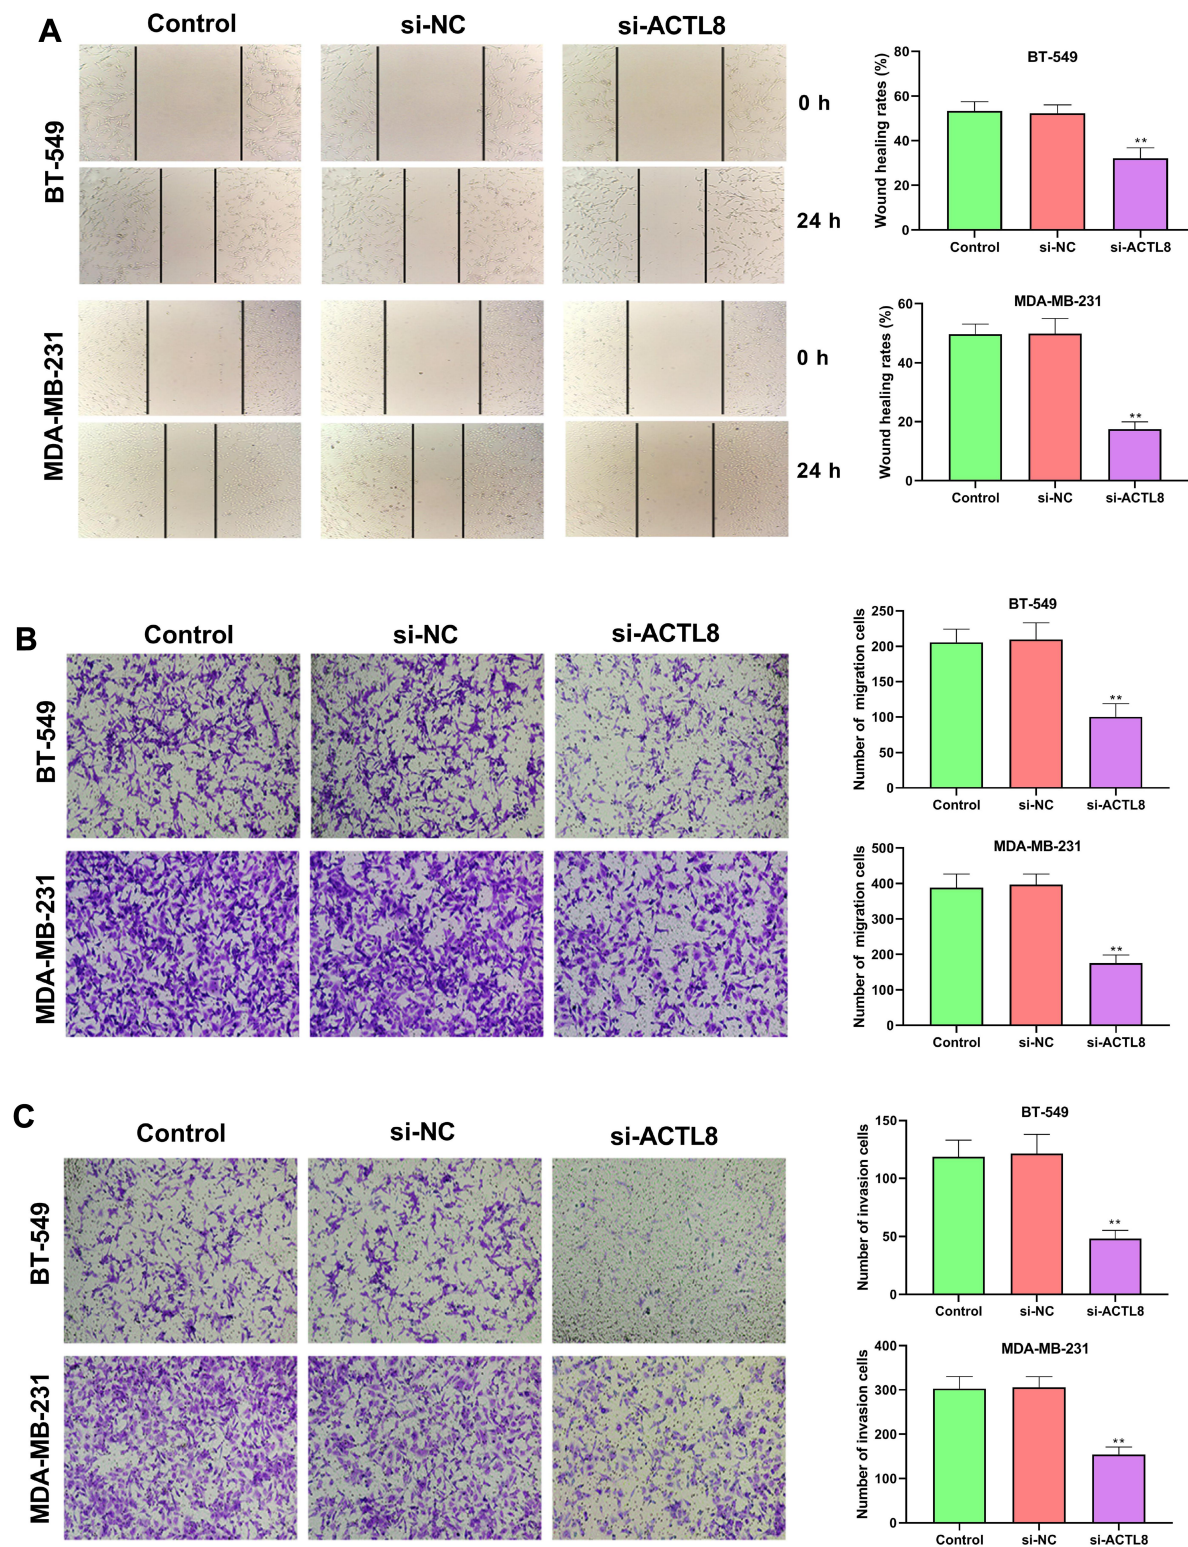 A
Control
si-NC
si-ACTL8
BT-549
0 h
24 h
MDA-MB-231
0 h
24 h
BT-549
Wound healing rates (%)
80
60
40
20
0
**
Control
si-NC
si-ACTL8
MDA-MB-231
Wound healing rates (%)
60
40
20
0
**
Control
si-NC
si-ACTL8
B
Control
si-NC
si-ACTL8
BT-549
MDA-MB-231
BT-549
Number of migration cells
250
200
150
100
50
0
**
Control
si-NC
si-ACTL8
MDA-MB-231
Number of migration cells
500
400
300
200
100
0
**
Control
si-NC
si-ACTL8
C
Control
si-NC
si-ACTL8
BT-549
MDA-MB-231
BT-549
Number of invasion cells
150
100
50
0
**
Control
si-NC
si-ACTL8
MDA-MB-231
Number of invasion cells
400
300
200
100
0
**
Control
si-NC
si-ACTL8